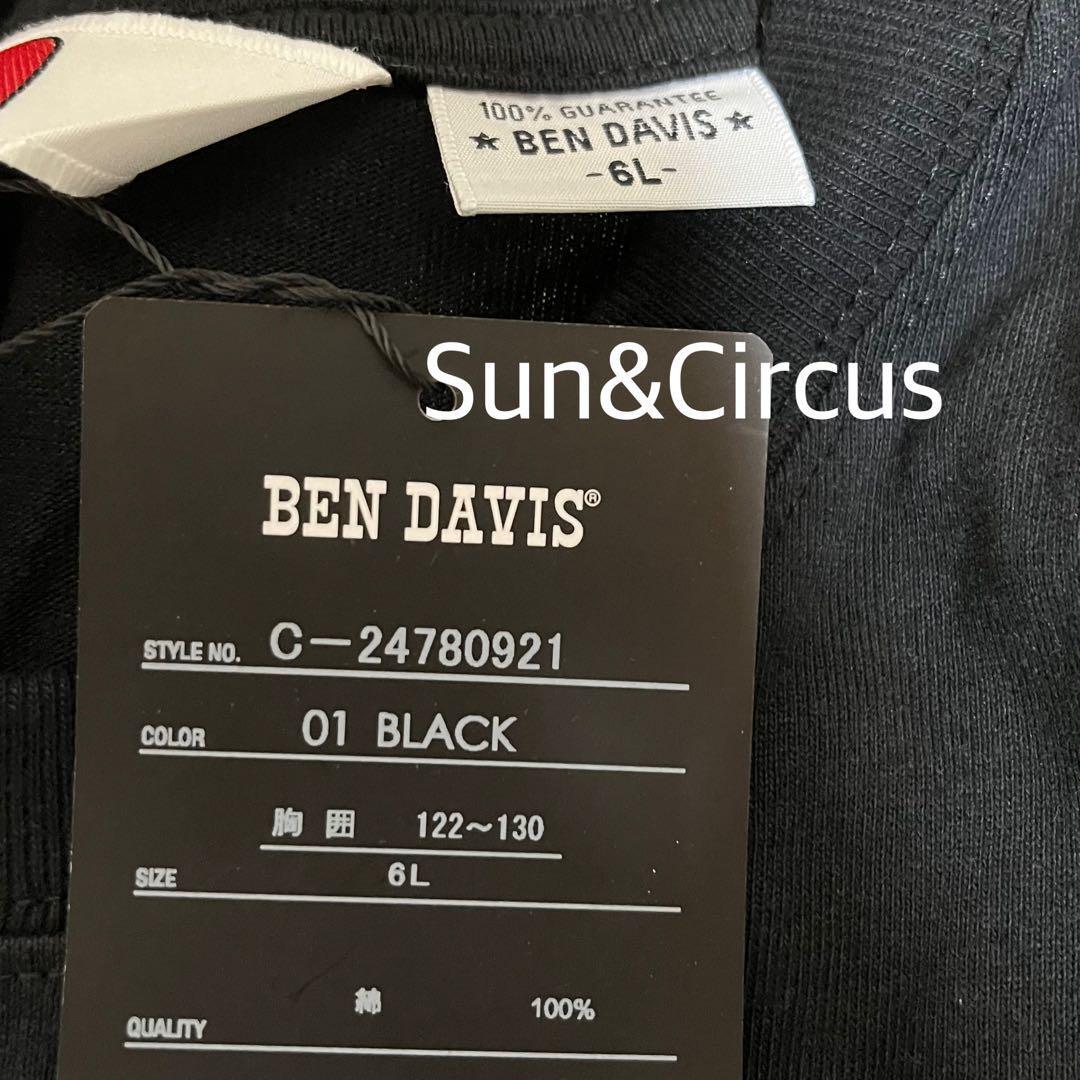 100% GUARANTEE
★ BEN DAVIS ★
-6L-
Sun&Circus
BEN DAVIS®
STYLE NO. C-24780921
COLOR 01 BLACK
胸囲 122~130
SIZE 6L
綿 100%
QUALITY